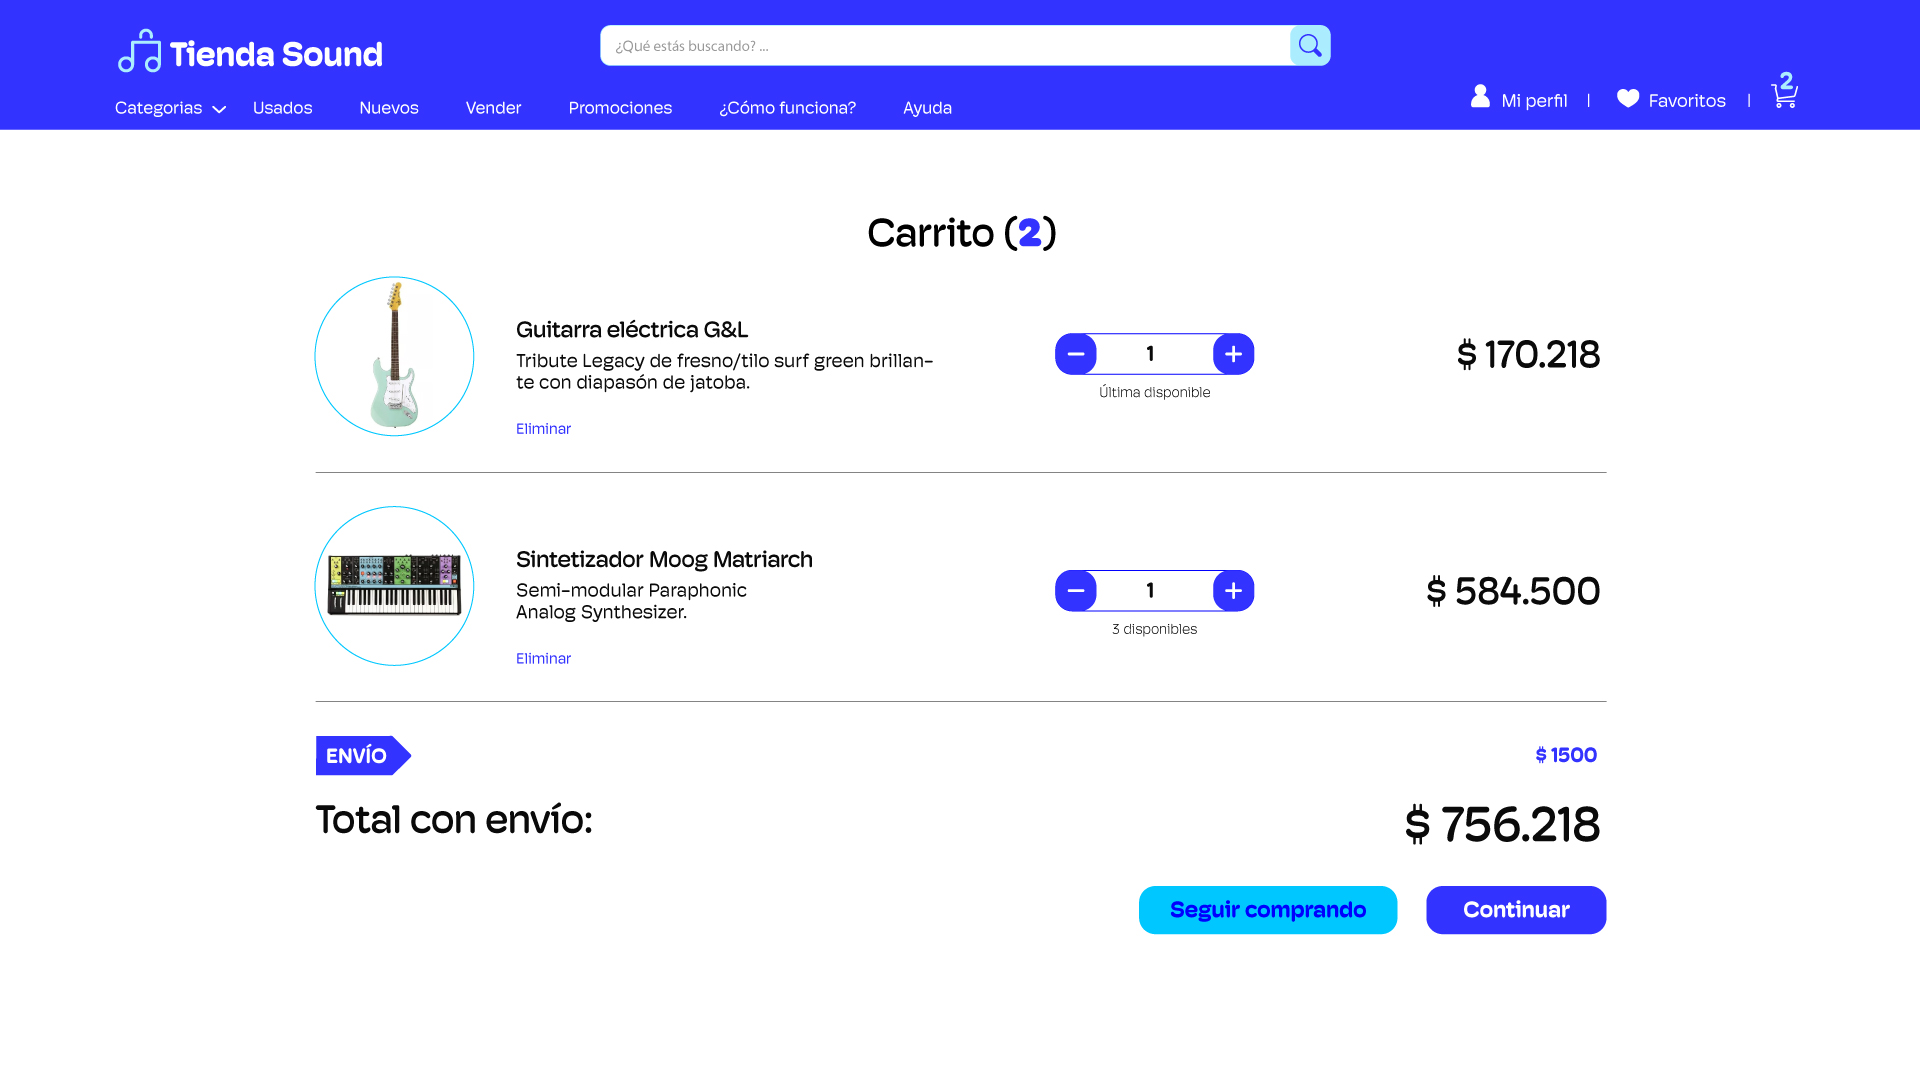 Tienda Sound
¿Qué estás buscando? ...
Categorias
Usados
Nuevos
Vender
Promociones
¿Cómo funciona?
Ayuda
Mi perfil
|
Favoritos
|
2
Carrito (2)
Guitarra eléctrica G&L
Tribute Legacy de fresno/tilo surf green brillan-
te con diapasón de jatoba.
Eliminar
1
Última disponible
$ 170.218
Sintetizador Moog Matriarch
Semi-modular Paraphonic
Analog Synthesizer.
Eliminar
1
3 disponibles
$ 584.500
ENVÍO
$ 1500
Total con envío:
$ 756.218
Seguir comprando
Continuar